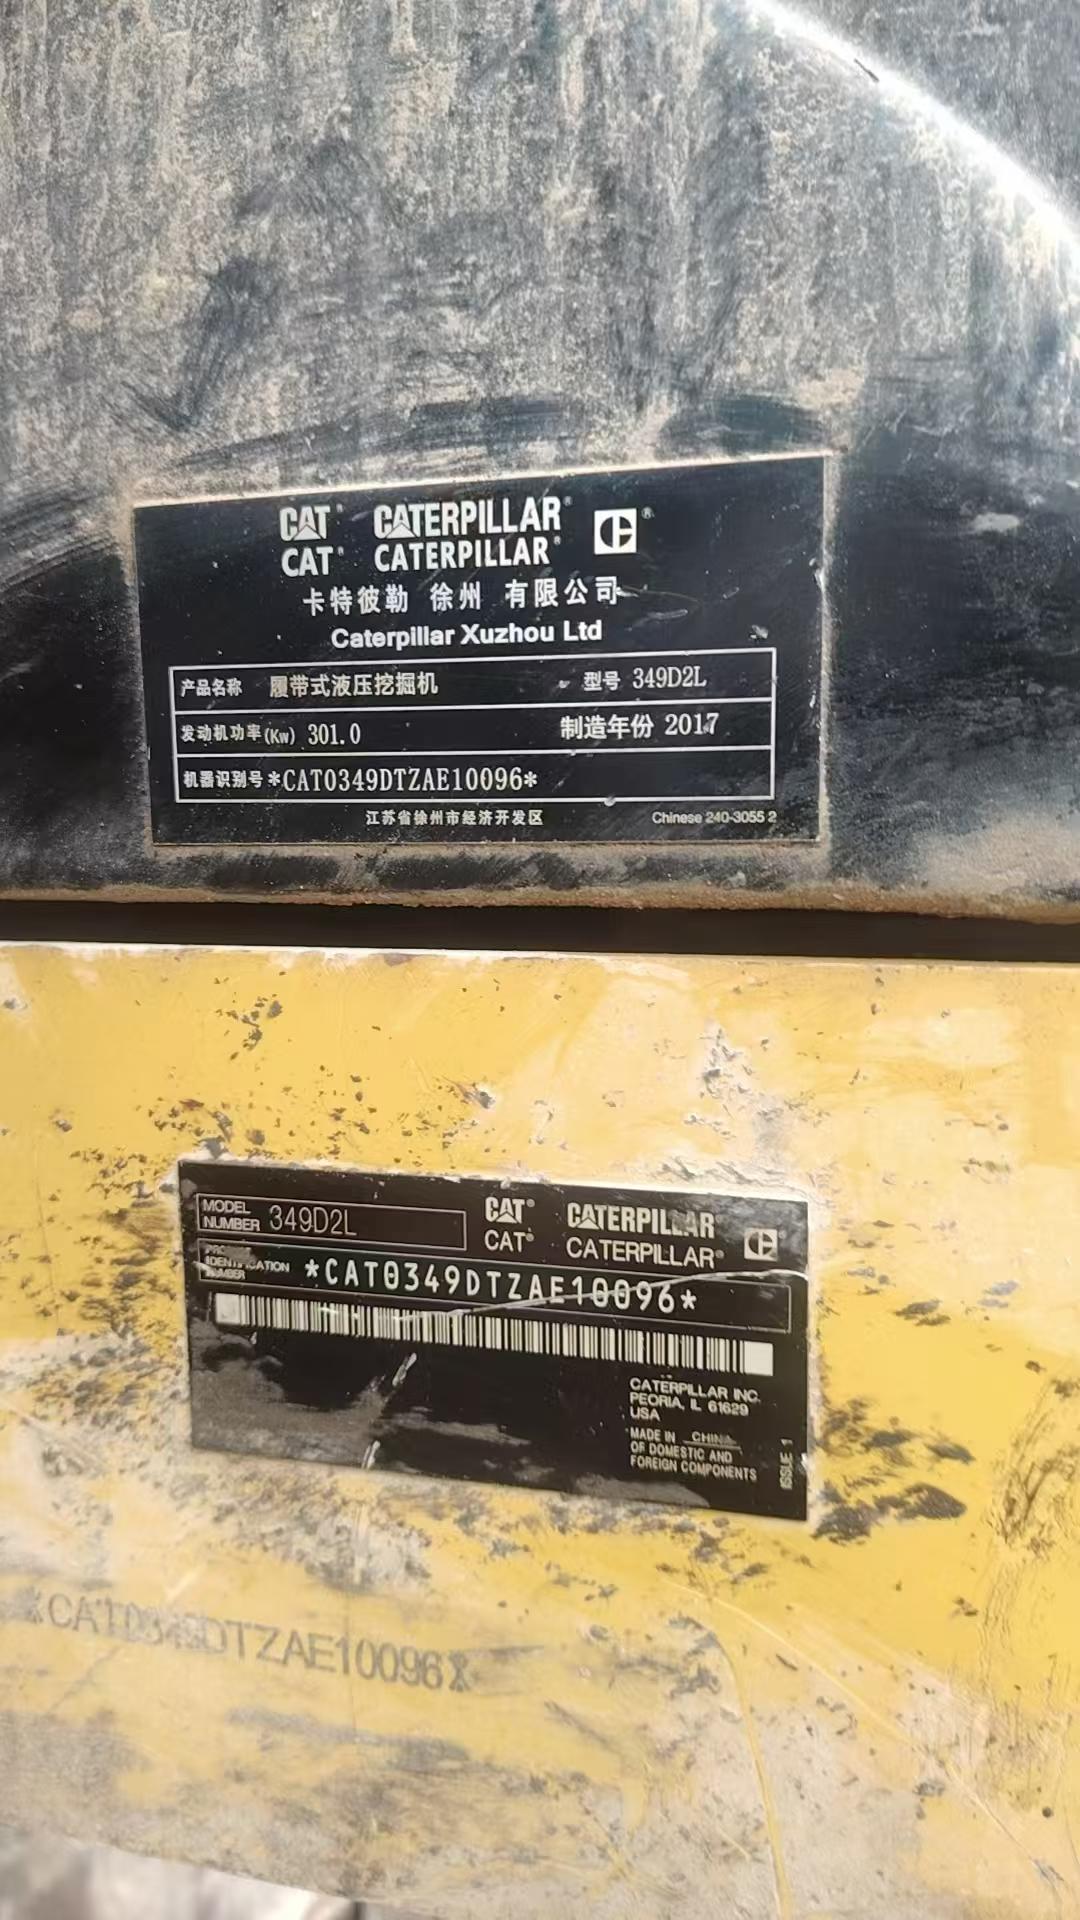 CAT® CATERPILLAR® ®
CAT® CATERPILLAR®
卡特彼勒 徐州 有限公司
Caterpillar Xuzhou Ltd
产品名称 履带式液压挖掘机 型号 349D2L
发动机功率(Kw) 301.0 制造年份 2017
机器识别号 *CAT0349DTZAE10096*
江苏省徐州市经济开发区 Chinese 240-3055 2
MODEL NUMBER 349D2L
CAT® CATERPILLAR® ®
CAT® CATERPILLAR®
PRODUCT IDENTIFICATION NUMBER *CAT0349DTZAE10096*
CATERPILLAR INC.
PEORIA, IL 61629
USA
MADE IN CHINA
OF DOMESTIC AND
FOREIGN COMPONENTS
ISSUE 1
*CAT0349DTZAE10096*